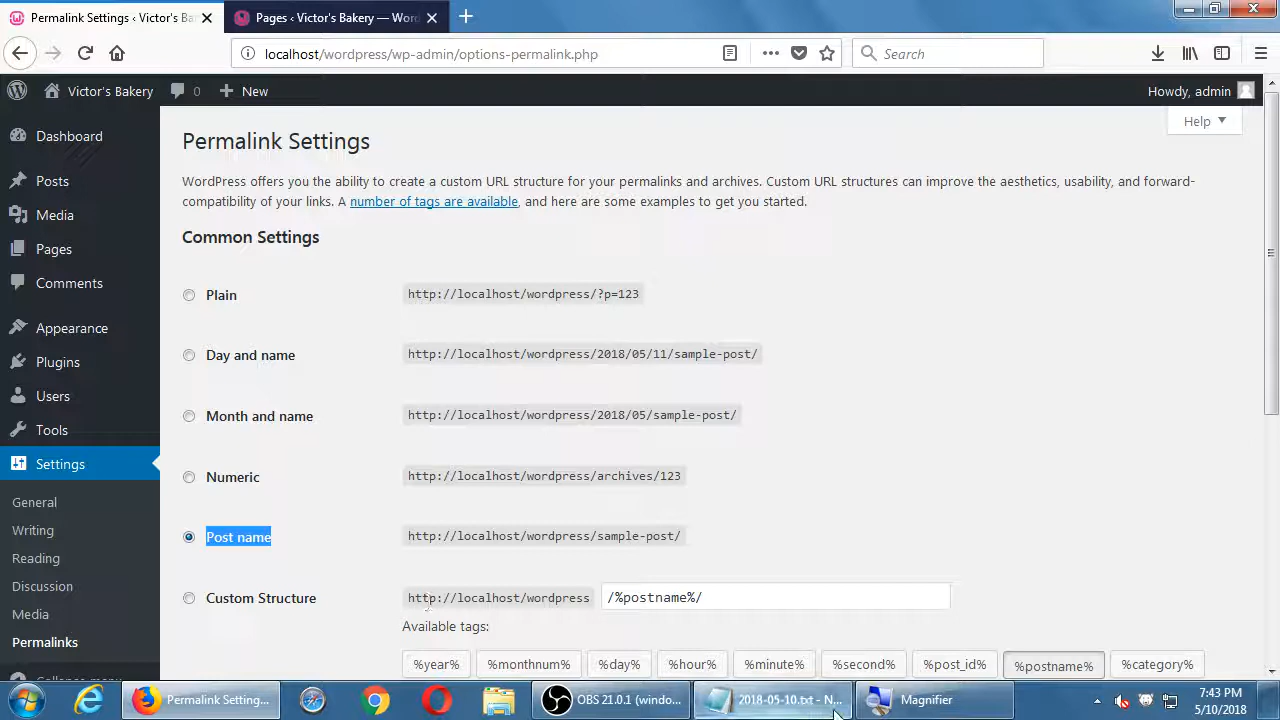 Permalink Settings ‹ Victor's Ba
Pages ‹ Victor's Bakery — Word
localhost/wordpress/wp-admin/options-permalink.php
Search
Victor's Bakery
0
New
Howdy, admin
Help
Dashboard
Posts
Media
Pages
Comments
Appearance
Plugins
Users
Tools
Settings
General
Writing
Reading
Discussion
Media
Permalinks
Collapse menu
Permalink Settings
WordPress offers you the ability to create a custom URL structure for your permalinks and archives. Custom URL structures can improve the aesthetics, usability, and forward-
compatibility of your links. A number of tags are available, and here are some examples to get you started.
Common Settings
Plain http://localhost/wordpress/?p=123
Day and name http://localhost/wordpress/2018/05/11/sample-post/
Month and name http://localhost/wordpress/2018/05/sample-post/
Numeric http://localhost/wordpress/archives/123
Post name http://localhost/wordpress/sample-post/
Custom Structure http://localhost/wordpress /%postname%/
Available tags:
%year% %monthnum% %day% %hour% %minute% %second% %post_id% %postname% %category%
Permalink Setting... OBS 21.0.1 (windo... 2018-05-10.txt - N... Magnifier
7:43 PM
5/10/2018